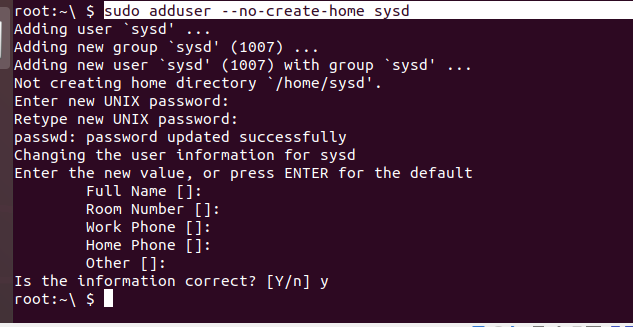 root:~\ $ sudo adduser --no-create-home sysd
Adding user `sysd' ...
Adding new group `sysd' (1007) ...
Adding new user `sysd' (1007) with group `sysd' ...
Not creating home directory `/home/sysd'.
Enter new UNIX password:
Retype new UNIX password:
passwd: password updated successfully
Changing the user information for sysd
Enter the new value, or press ENTER for the default
Full Name []:
Room Number []:
Work Phone []:
Home Phone []:
Other []:
Is the information correct? [Y/n] y
root:~\ $